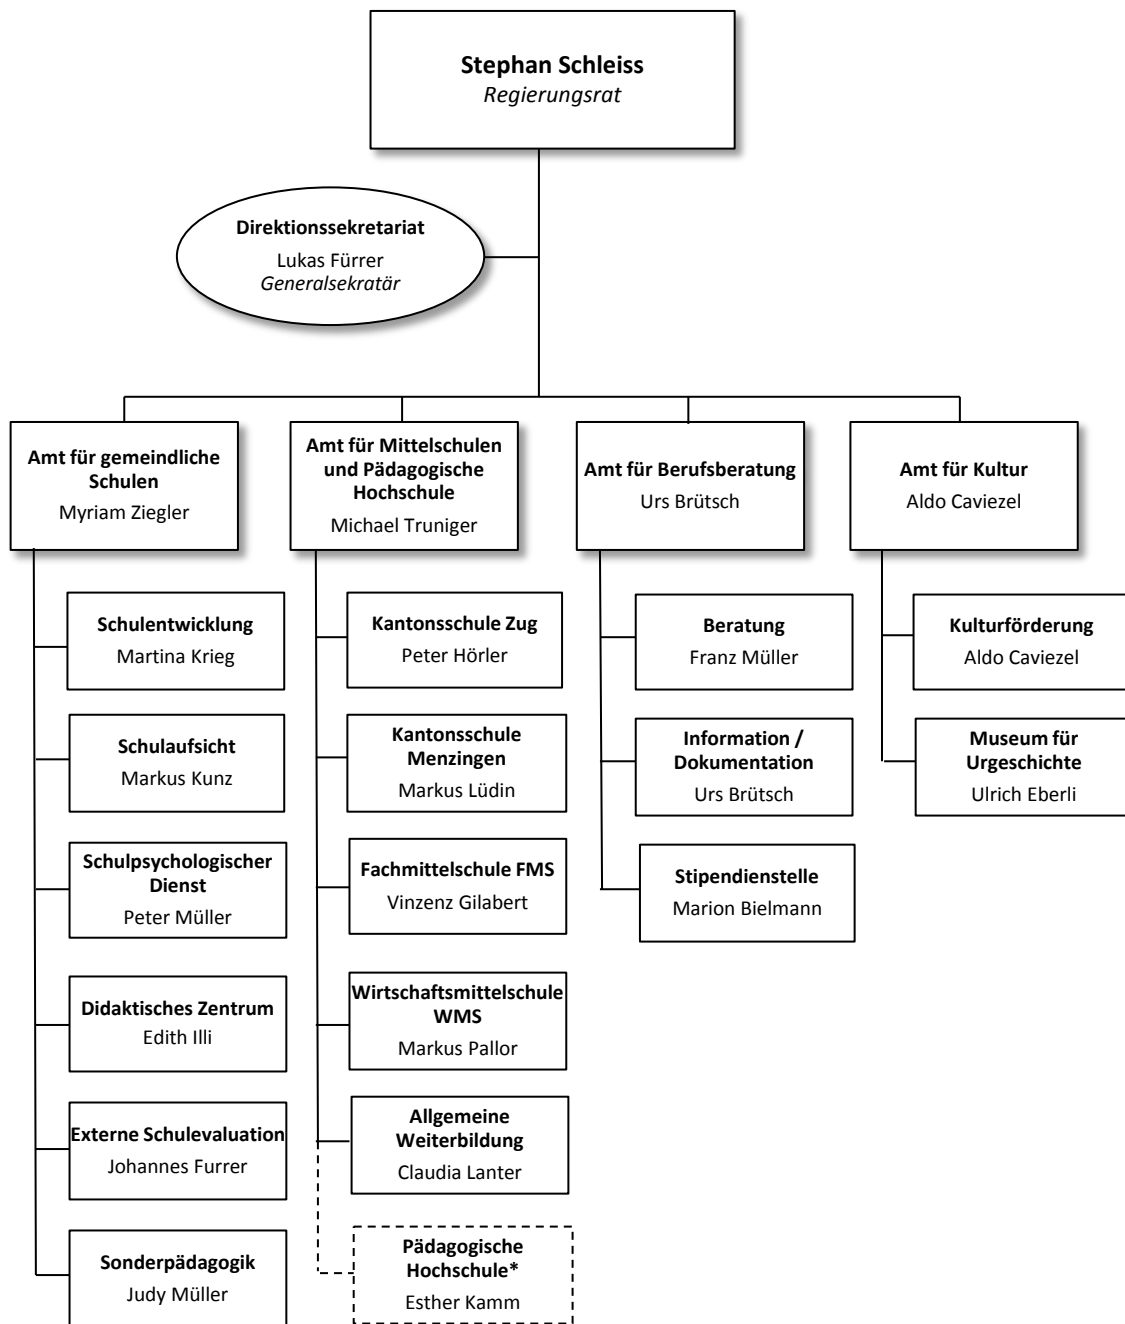 Stephan Schleiss
Regierungsrat
Direktionssekretariat
Lukas Fürrer
Generalsekratär
Amt für gemeindliche
Schulen
Myriam Ziegler
Schulentwicklung
Martina Krieg
Schulaufsicht
Markus Kunz
Schulpsychologischer
Dienst
Peter Müller
Didaktisches Zentrum
Edith Illi
Externe Schulevaluation
Johannes Furrer
Sonderpädagogik
Judy Müller
Amt für Mittelschulen
und Pädagogische
Hochschule
Michael Truniger
Kantonsschule Zug
Peter Hörler
Kantonsschule
Menzingen
Markus Lüdin
Fachmittelschule FMS
Vinzenz Gilabert
Wirtschaftsmittelschule
WMS
Markus Pallor
Allgemeine
Weiterbildung
Claudia Lanter
Pädagogische
Hochschule*
Esther Kamm
Amt für Berufsberatung
Urs Brütsch
Beratung
Franz Müller
Information /
Dokumentation
Urs Brütsch
Stipendienstelle
Marion Bielmann
Amt für Kultur
Aldo Caviezel
Kulturförderung
Aldo Caviezel
Museum für
Urgeschichte
Ulrich Eberli